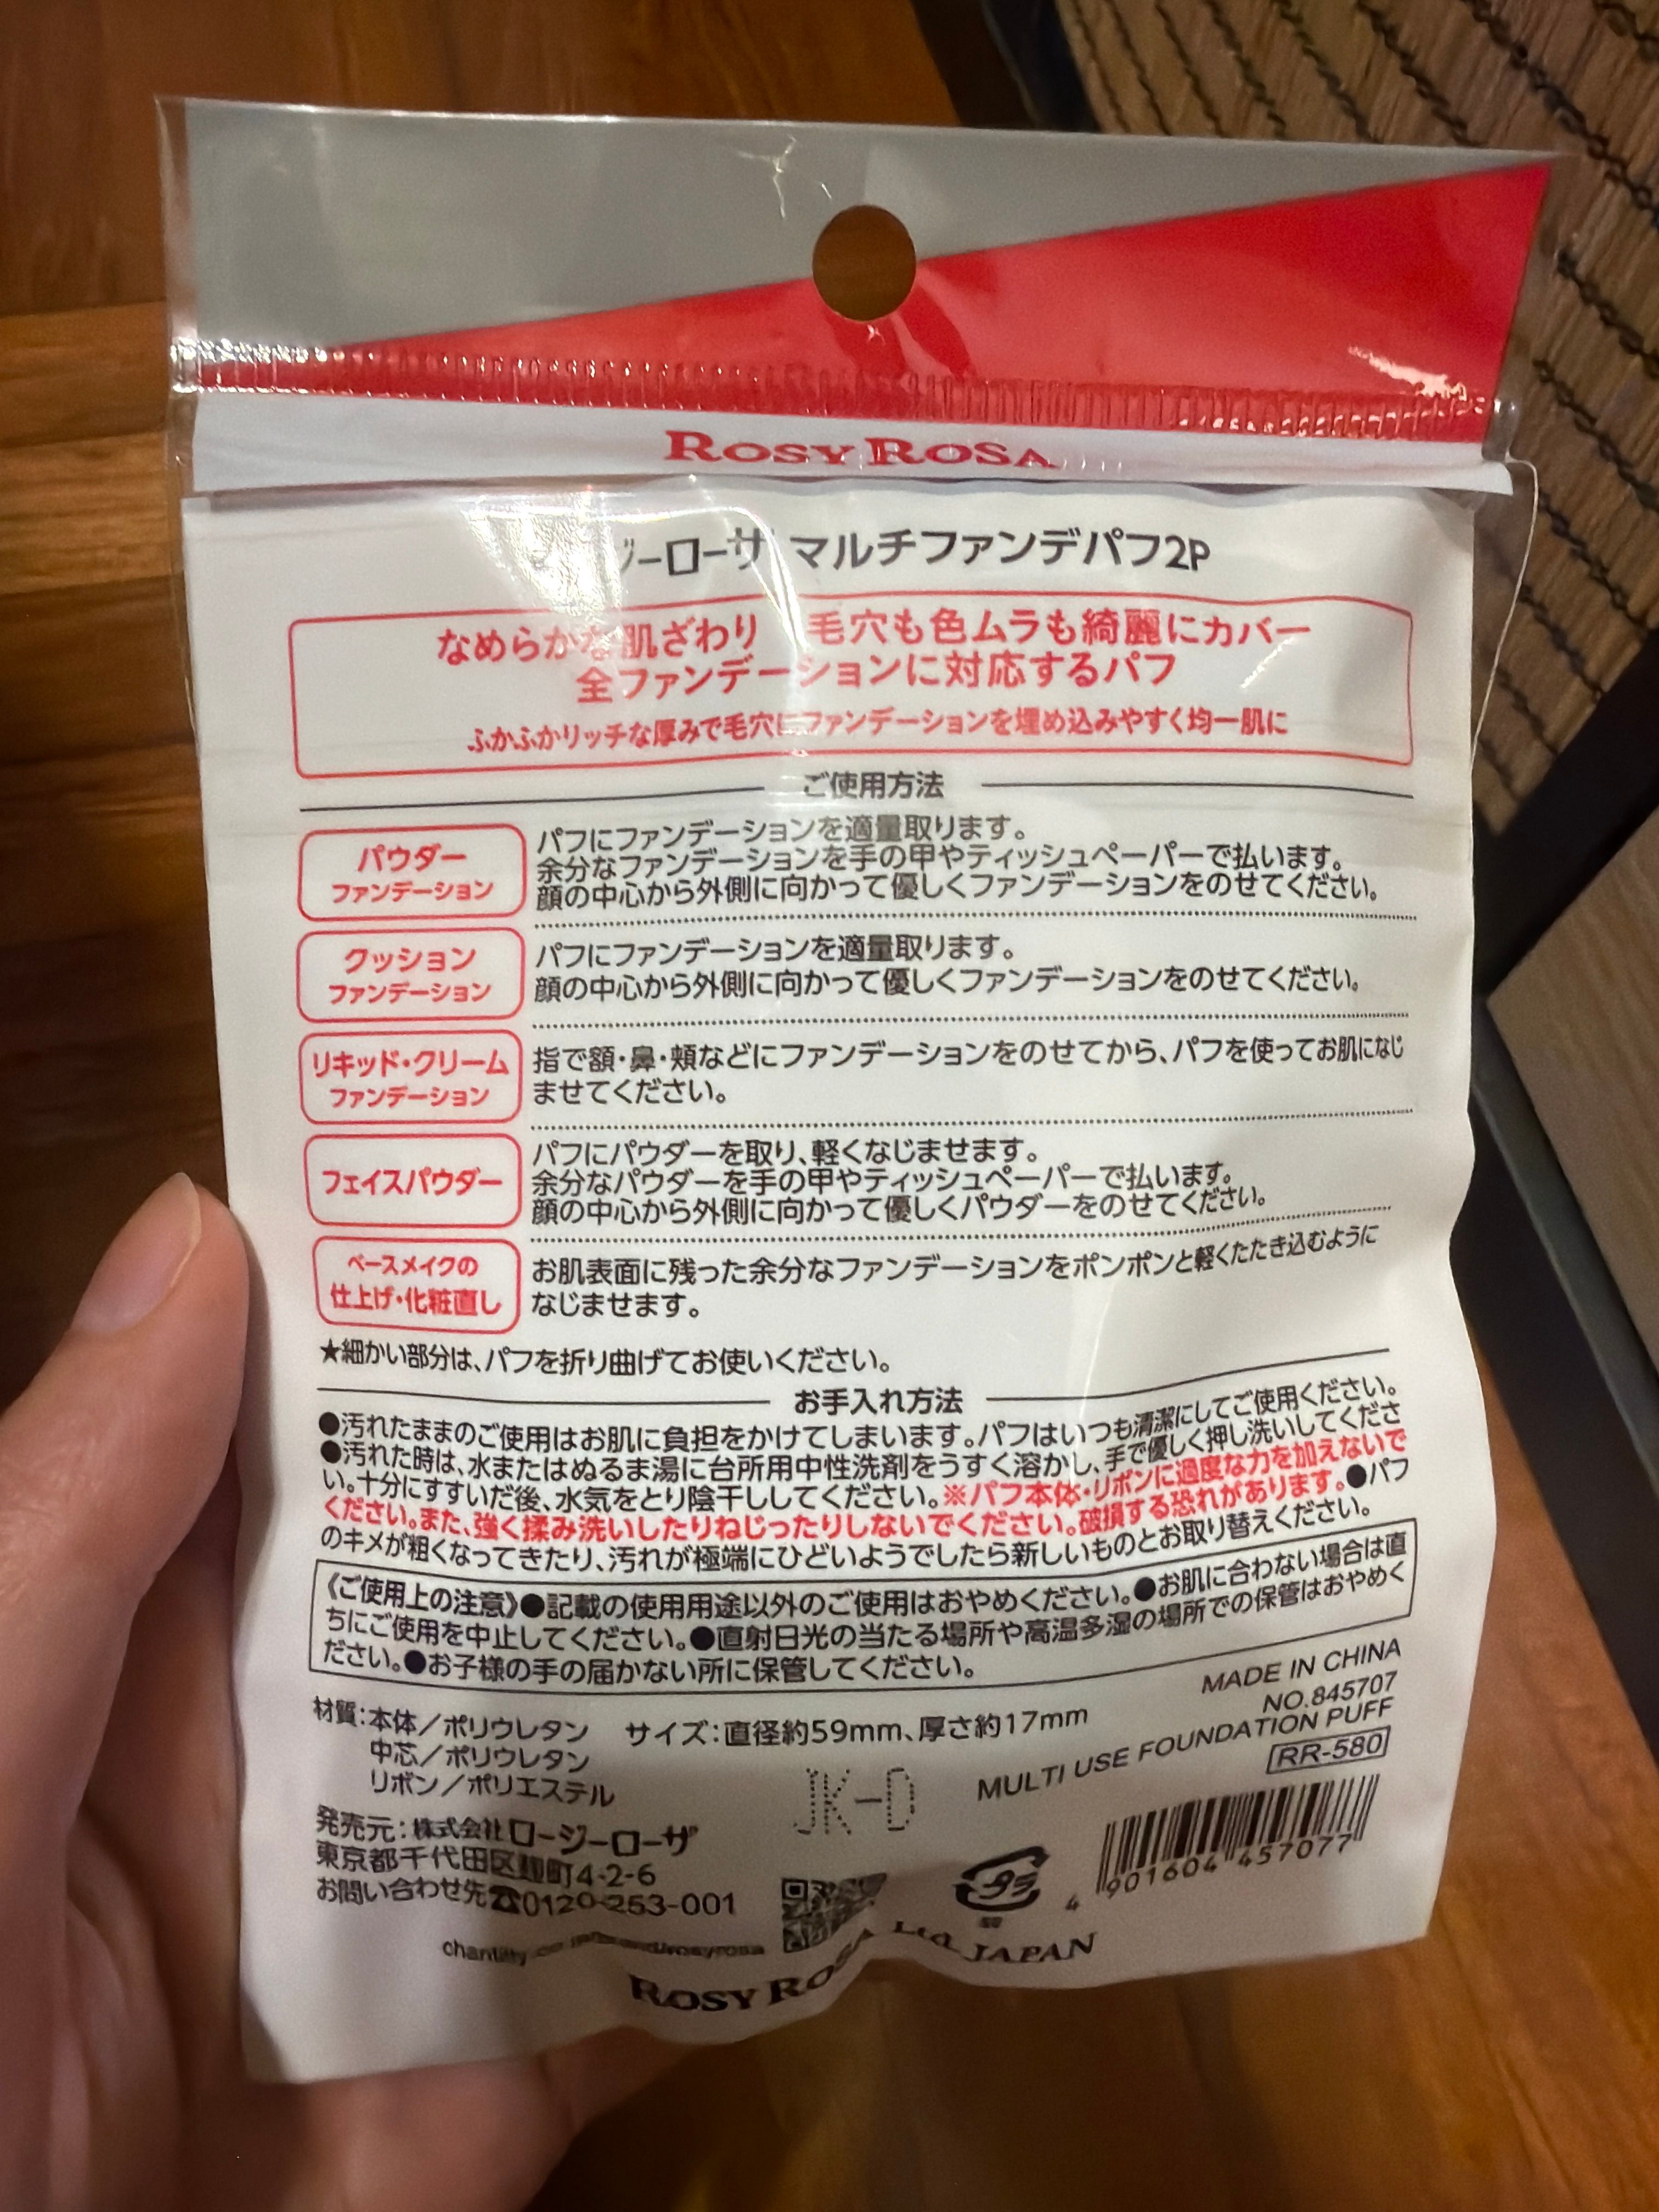 ROSY ROSA
ジーローザ マルチファンデパフ2P
なめらかな肌ざわり 毛穴も色ムラも綺麗にカバー
全ファンデーションに対応するパフ
ふかふかリッチな厚みで毛穴にファンデーションを埋め込みやすく均一肌に
ご使用方法
パウダー
ファンデーション
パフにファンデーションを適量取ります。
余分なファンデーションを手の甲やティッシュペーパーで払います。
顔の中心から外側に向かって優しくファンデーションをのせてください。
クッション
ファンデーション
パフにファンデーションを適量取ります。
顔の中心から外側に向かって優しくファンデーションをのせてください。
リキッド・クリーム
ファンデーション
指で額・鼻・頬などにファンデーションをのせてから、パフを使ってお肌になじ
ませてください。
フェイスパウダー
パフにパウダーを取り、軽くなじませます。
余分なパウダーを手の甲やティッシュペーパーで払います。
顔の中心から外側に向かって優しくパウダーをのせてください。
ベースメイクの
仕上げ・化粧直し
お肌表面に残った余分なファンデーションをポンポンと軽くたたき込むように
なじませます。
★細かい部分は、パフを折り曲げてお使いください。
お手入れ方法
●汚れたままのご使用はお肌に負担をかけてしまいます。パフはいつも清潔にしてご使用ください。
●汚れた時は、水またはぬるま湯に台所用中性洗剤をうすく溶かし、手で優しく押し洗いしてくださ
い。十分にすすいだ後、水気をとり陰干ししてください。※パフ本体・リボンに過度な力を加えないで
ください。また、強く揉み洗いしたりねじったりしないでください。破損する恐れがあります。●パフ
のキメが粗くなってきたり、汚れが極端にひどいようでしたら新しいものとお取り替えください。
《ご使用上の注意》●記載の使用用途以外のご使用はおやめください。●お肌に合わない場合は直
ちにご使用を中止してください。●直射日光の当たる場所や高温多湿の場所での保管はおやめく
ださい。●お子様の手の届かない所に保管してください。
材質：本体／ポリウレタン サイズ：直径約59mm、厚さ約17mm
中芯／ポリウレタン
リボン／ポリエステル
MADE IN CHINA
NO.845707
MULTI USE FOUNDATION PUFF
RR-580
JK-D
発売元：株式会社ロージーローザ
東京都千代田区麹町4-2-6
お問い合わせ先☎0120-253-001
4 901604 457077
ROSY ROSA Ltd. JAPAN